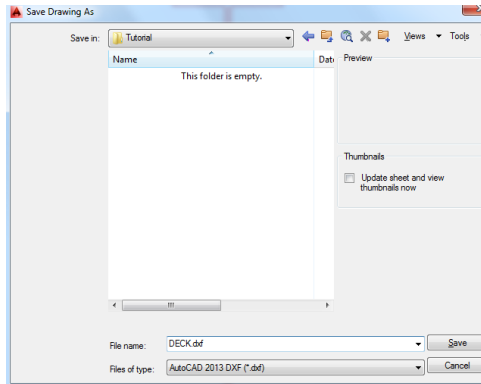 Save Drawing As
Save in: Tutorial Views Tools
Name Date Preview
This folder is empty.
Thumbnails
Update sheet and view
thumbnails now
File name: DECK.dxf Save
Files of type: AutoCAD 2013 DXF (*.dxf) Cancel